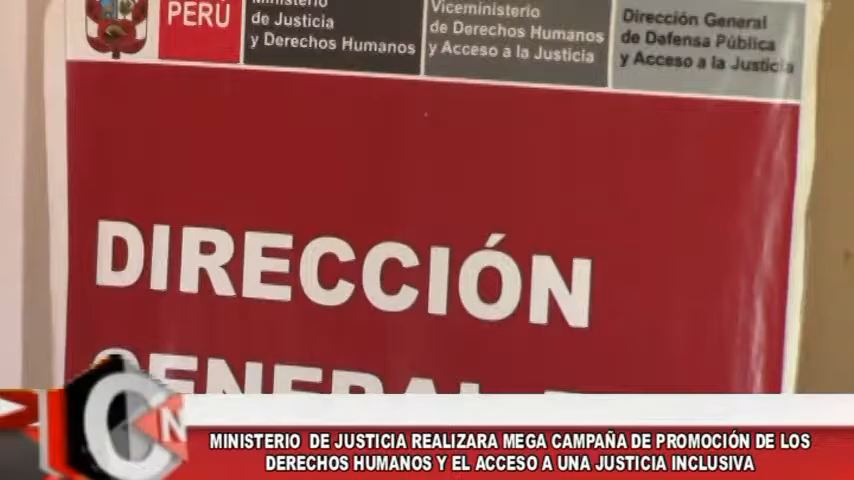 PERÚ
Ministerio
de Justicia
y Derechos Humanos
Viceministerio
de Derechos Humanos
y Acceso a la Justicia
Dirección General
de Defensa Pública
y Acceso a la Justicia
DIRECCIÓN
GENERAL
CN
MINISTERIO DE JUSTICIA REALIZARA MEGA CAMPAÑA DE PROMOCIÓN DE LOS
DERECHOS HUMANOS Y EL ACCESO A UNA JUSTICIA INCLUSIVA